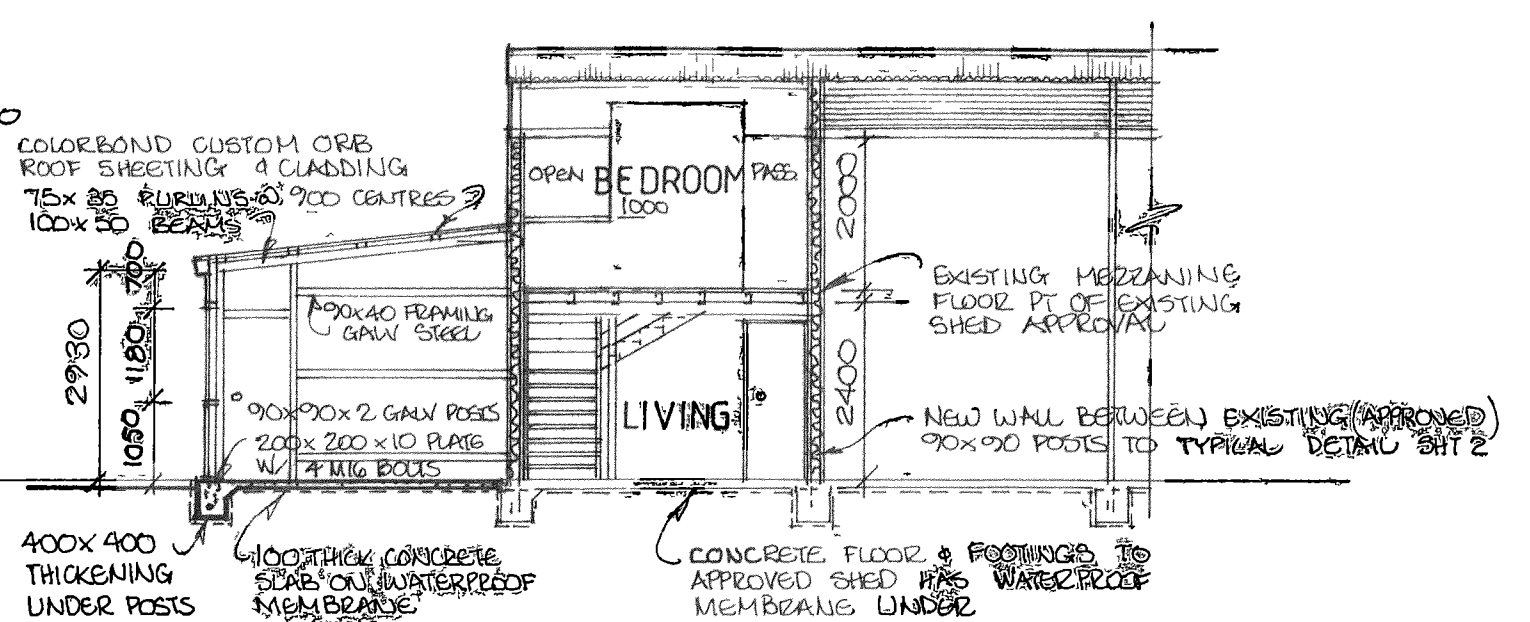 COLORBOND CUSTOM ORB
ROOF SHEETING & CLADDING
75x 35 PURLINS @ 900 CENTRES
100x 50 BEAMS
OPEN
BEDROOM
PASS.
1000
2000
700
2930
1180
1050
90x40 FRAMING
GALV STEEL
EXISTING MEZZANINE
FLOOR PT OF EXISTING
SHED APPROVAL
2400
90x90x2 GALV POSTS
200x 200 x10 PLATE
W/ 4 M16 BOLTS
LIVING
NEW WALL BETWEEN EXISTING (APPROVED)
90x90 POSTS TO TYPICAL DETAIL SHT 2
400x 400
THICKENING
UNDER POSTS
100 THICK CONCRETE
SLAB ON WATERPROOF
MEMBRANE
CONCRETE FLOOR & FOOTINGS TO
APPROVED SHED HAS WATERPROOF
MEMBRANE UNDER